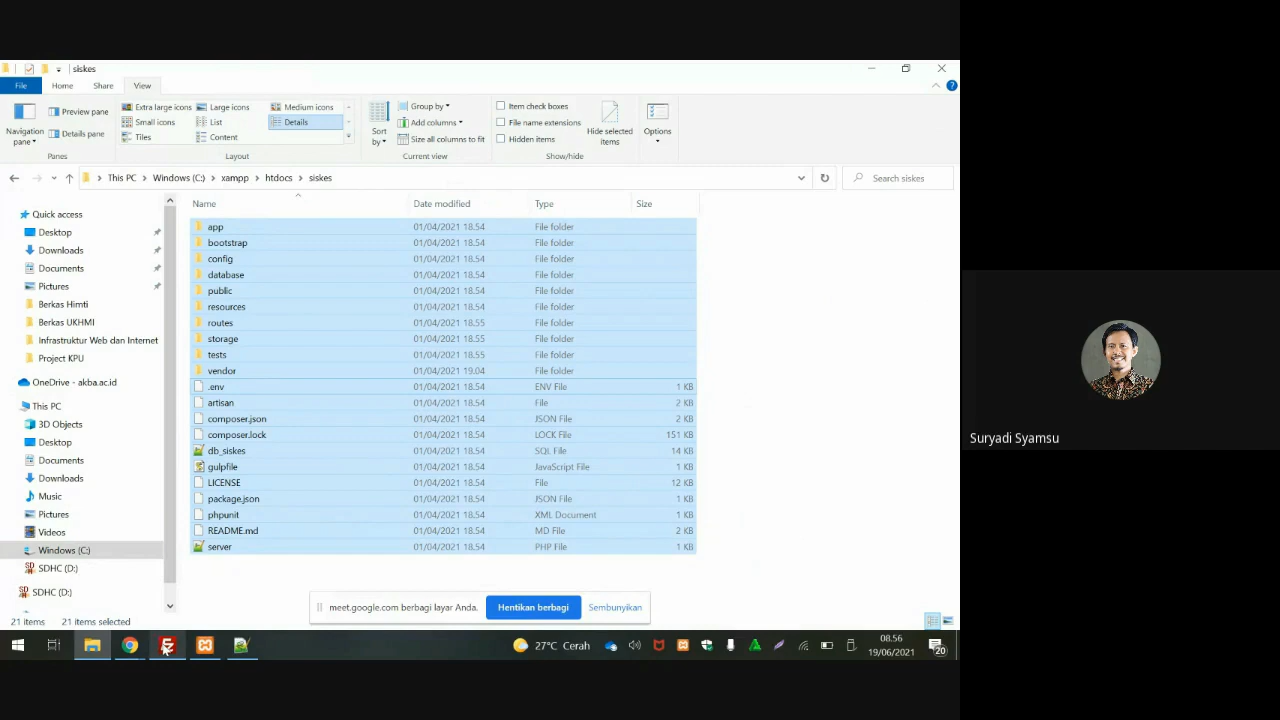 siskes
File Home Share View
Preview pane
Details pane
Navigation pane
Panes
Extra large icons Large icons Medium icons
Small icons List Details
Tiles Content
Layout
Sort by
Group by
Add columns
Size all columns to fit
Current view
Item check boxes
File name extensions
Hidden items
Hide selected items
Show/hide
Options
This PC Windows (C:) xampp htdocs siskes
Search siskes
Quick access
Desktop
Downloads
Documents
Pictures
Berkas Himti
Berkas UKHMI
Infrastruktur Web dan Internet
Project KPU
OneDrive - akba.ac.id
This PC
3D Objects
Desktop
Documents
Downloads
Music
Pictures
Videos
Windows (C:)
SDHC (D:)
SDHC (D:)
Name Date modified Type Size
app 01/04/2021 18.54 File folder
bootstrap 01/04/2021 18.54 File folder
config 01/04/2021 18.54 File folder
database 01/04/2021 18.54 File folder
public 01/04/2021 18.54 File folder
resources 01/04/2021 18.54 File folder
routes 01/04/2021 18.55 File folder
storage 01/04/2021 18.55 File folder
tests 01/04/2021 18.55 File folder
vendor 01/04/2021 19.04 File folder
.env 01/04/2021 18.54 ENV File 1 KB
artisan 01/04/2021 18.54 File 2 KB
composer.json 01/04/2021 18.54 JSON File 2 KB
composer.lock 01/04/2021 18.54 LOCK File 151 KB
db_siskes 01/04/2021 18.54 SQL File 14 KB
gulpfile 01/04/2021 18.54 JavaScript File 1 KB
LICENSE 01/04/2021 18.54 File 12 KB
package.json 01/04/2021 18.54 JSON File 1 KB
phpunit 01/04/2021 18.54 XML Document 1 KB
README.md 01/04/2021 18.54 MD File 2 KB
server 01/04/2021 18.54 PHP File 1 KB
meet.google.com berbagi layar Anda. Hentikan berbagi Sembunyikan
21 items 21 items selected
27°C Cerah
08.56
19/06/2021
20
Suryadi Syamsu